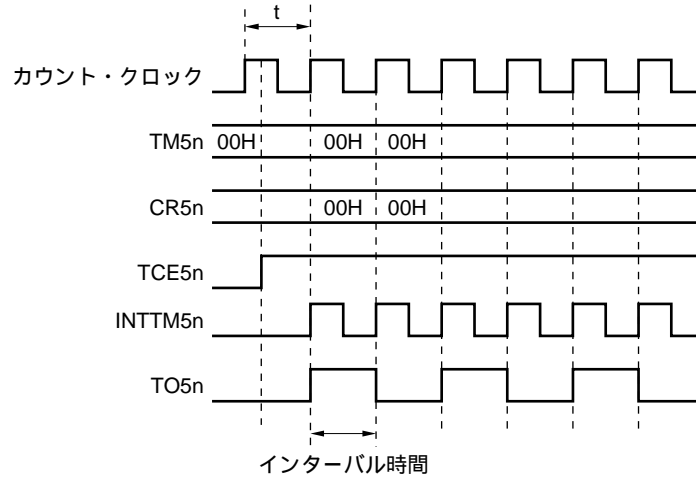 t
カウント・クロック
TM5n 00H 00H 00H
CR5n 00H 00H
TCE5n
INTTM5n
TO5n
インターバル時間